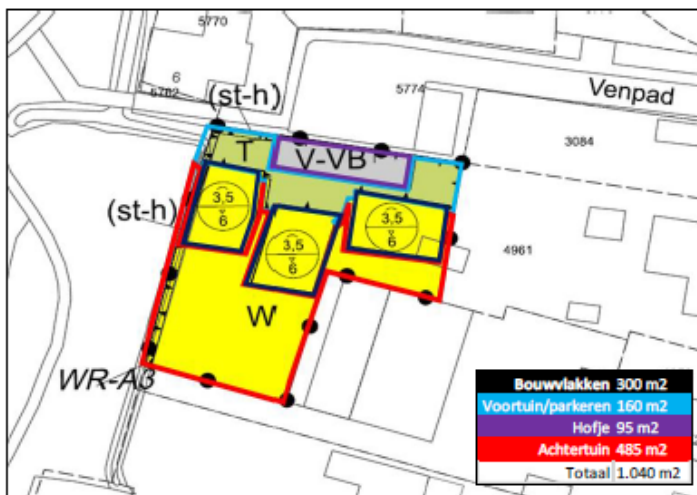 5770
6
5762
(st-h)
5774
Venpad
3084
T
V-VB
(st-h)
3,5
6
3,5
6
3,5
6
4961
W
WR-A3
Bouwvlakken 300 m2
Voortuin/parkeren 160 m2
Hofje 95 m2
Achtertuin 485 m2
Totaal 1.040 m2